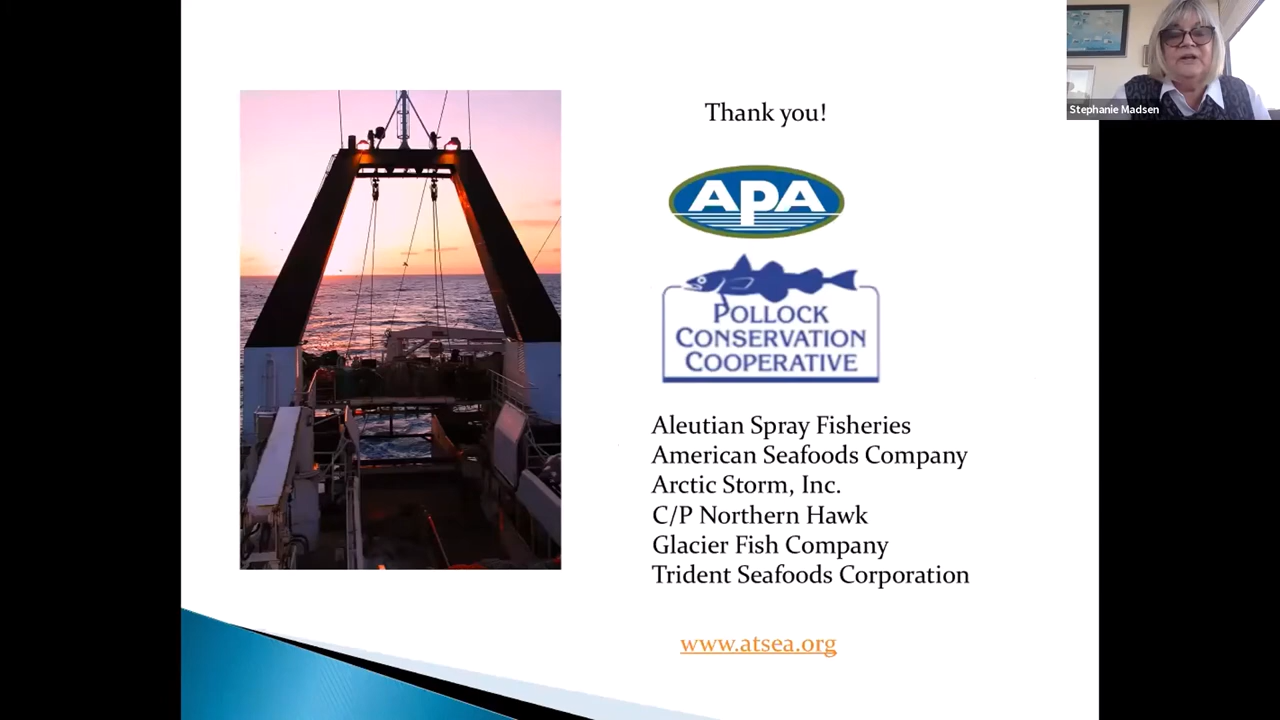 Stephanie Madsen
Thank you!
APA
POLLOCK
CONSERVATION
COOPERATIVE
Aleutian Spray Fisheries
American Seafoods Company
Arctic Storm, Inc.
C/P Northern Hawk
Glacier Fish Company
Trident Seafoods Corporation
www.atsea.org